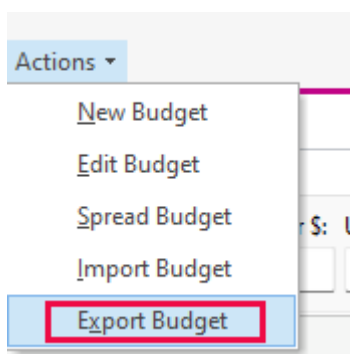 Actions
New Budget
Edit Budget
Spread Budget
r $: U
Import Budget
Export Budget